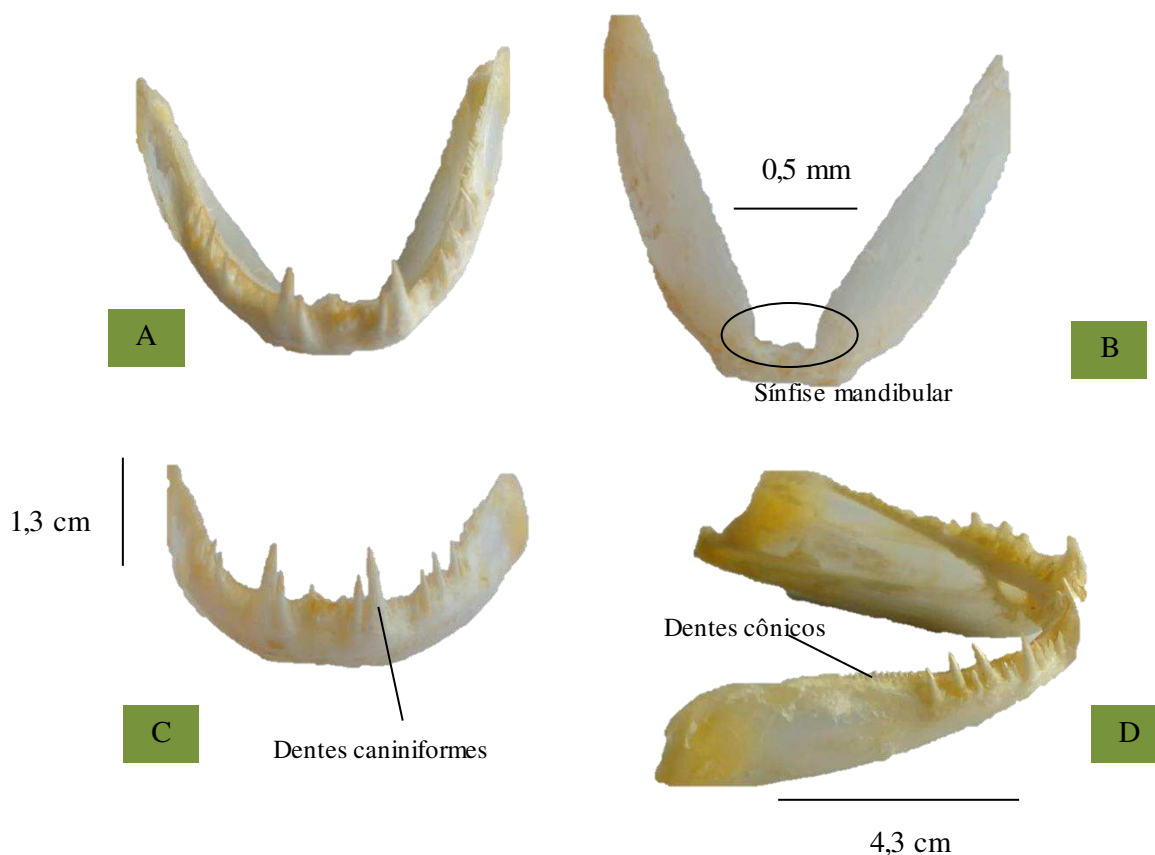 0,5 mm
A
B
Sínfise mandibular
1,3 cm
Dentes cônicos
C
D
Dentes caniniformes
4,3 cm